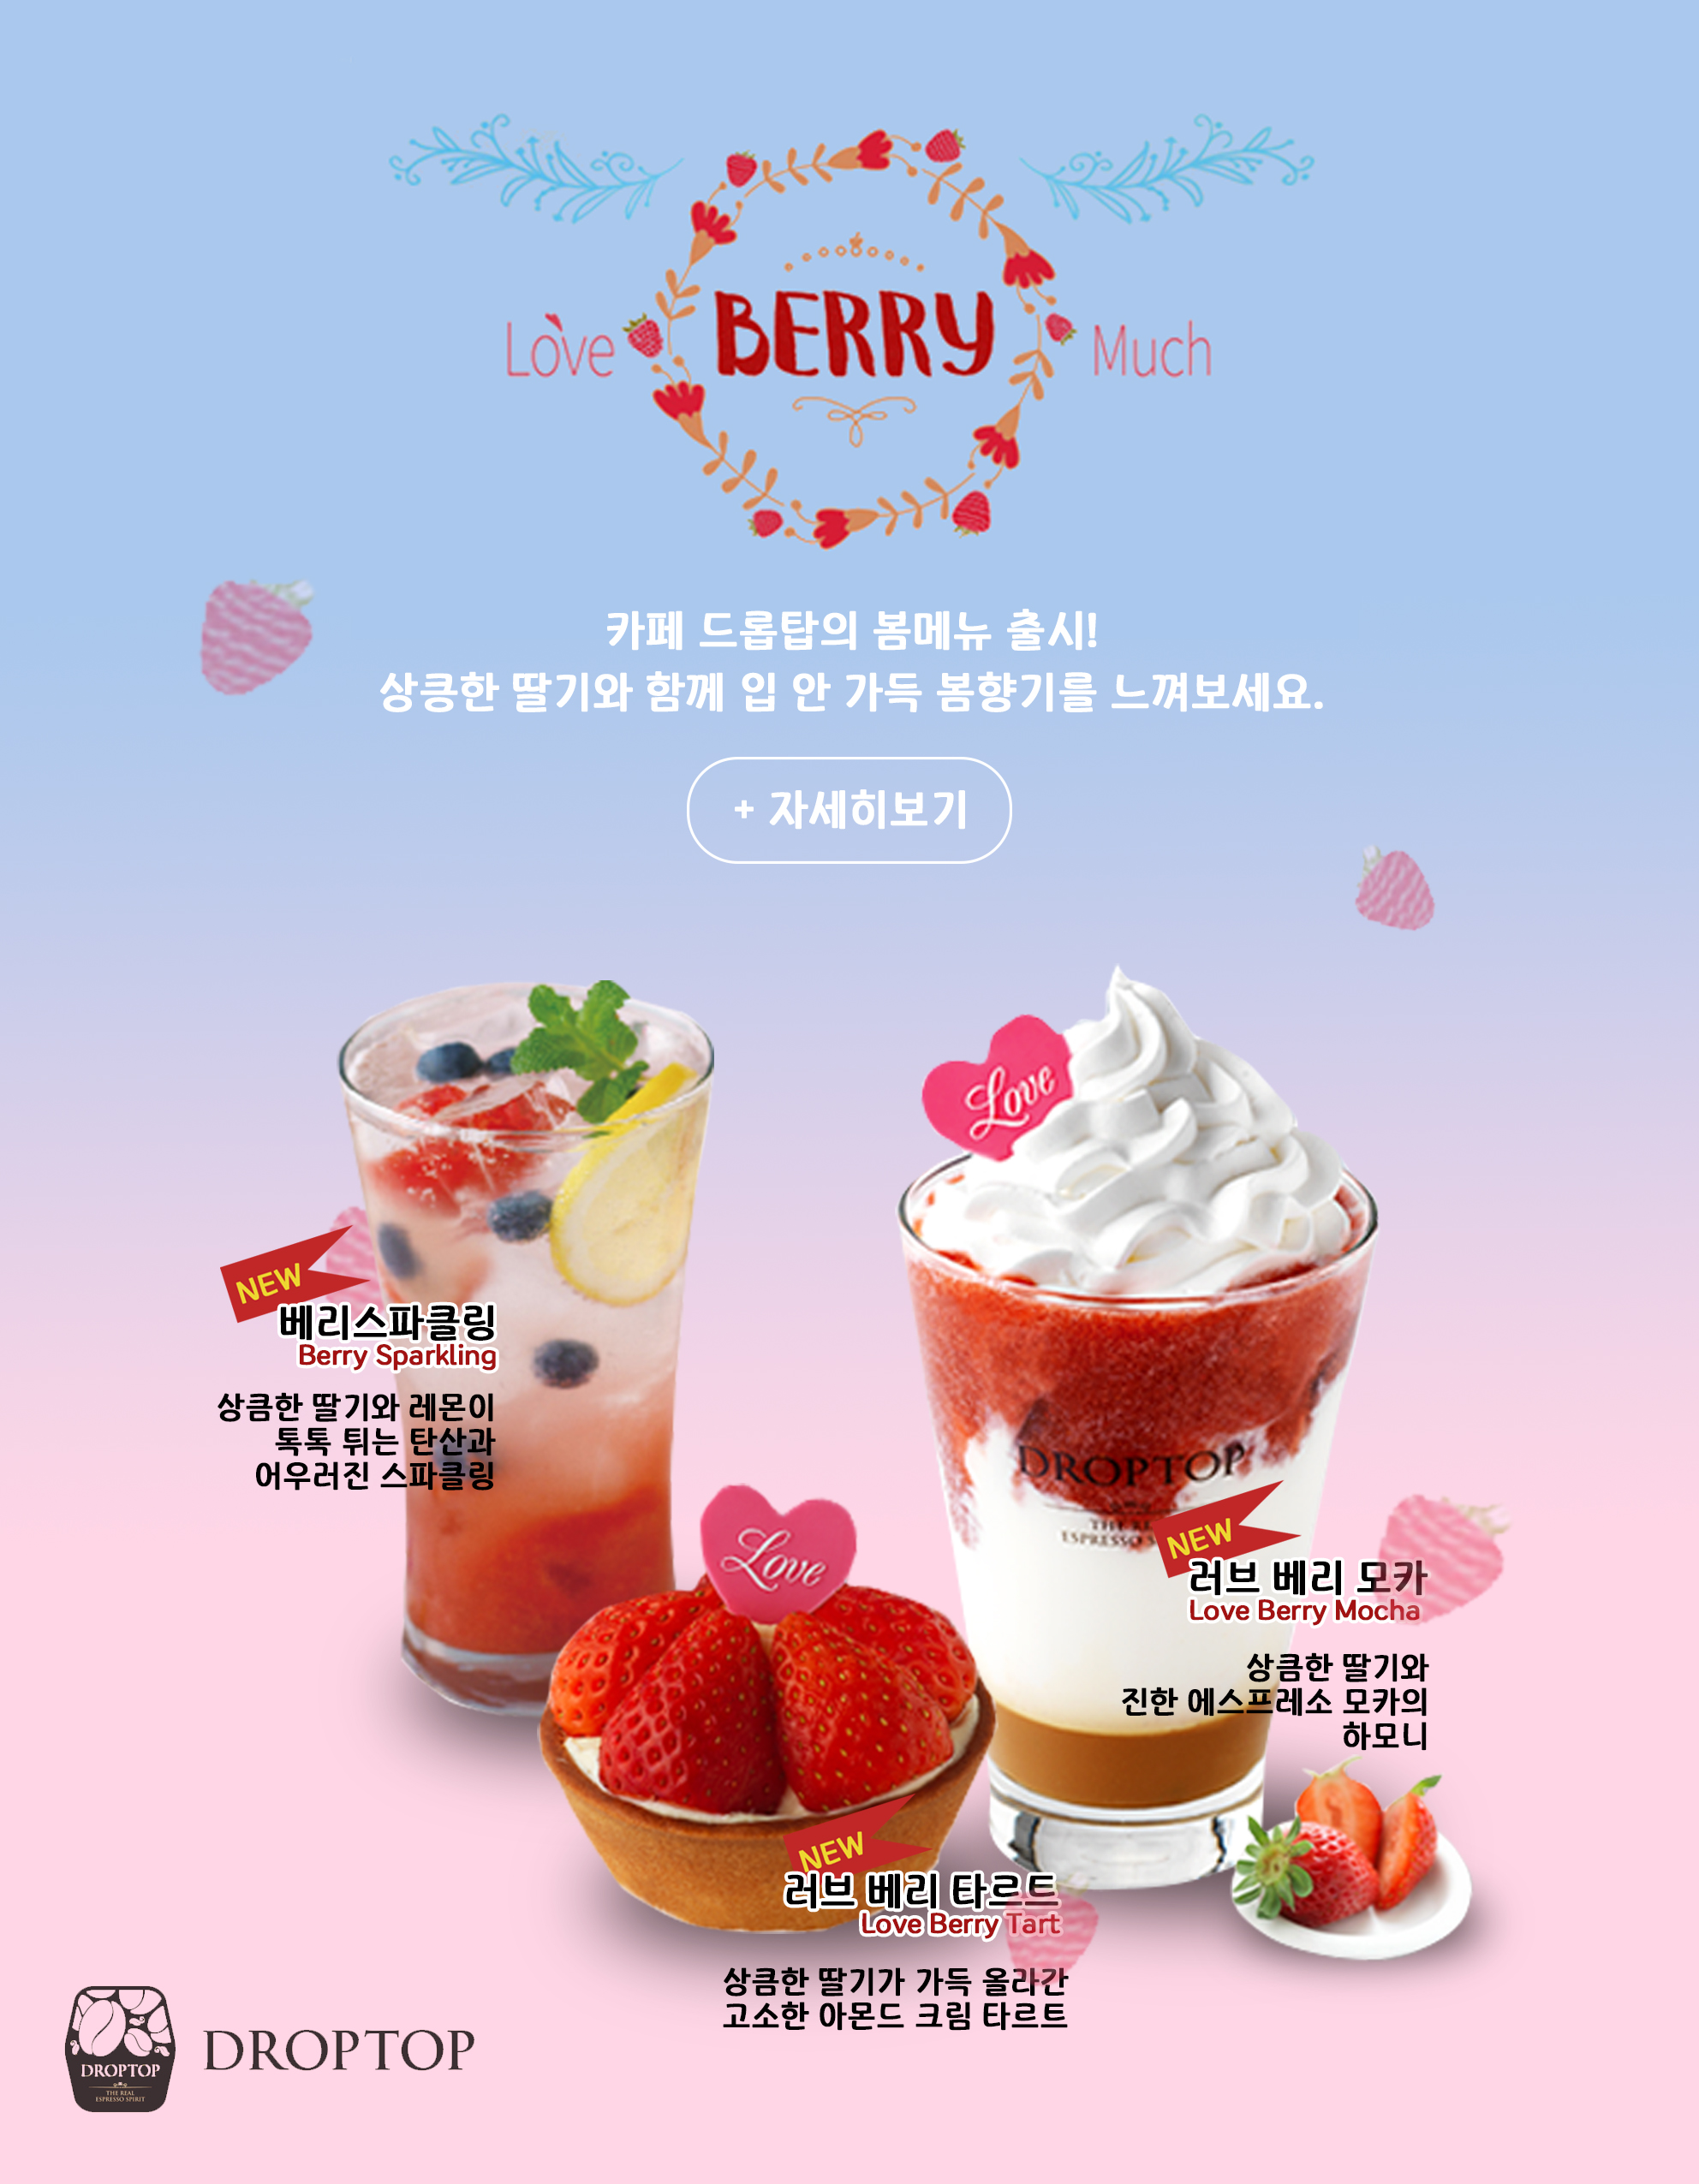 Love BERRY Much
카페 드롭탑의 봄메뉴 출시!
상킁한 딸기와 함께 입 안 가득 봄향기를 느껴보세요.
+ 자세히보기
Love
NEW
베리스파클링
Berry Sparkling
상큼한 딸기와 레몬이
톡톡 튀는 탄산과
어우러진 스파클링
DROPTOP
ESPRESSO
NEW
러브 베리 모카
Love Berry Mocha
상큼한 딸기와
진한 에스프레소 모카의
하모니
Love
NEW
러브 베리 타르트
Love Berry Tart
상큼한 딸기가 가득 올라간
고소한 아몬드 크림 타르트
DROPTOP
THE REAL
ESPRESSO SPIRIT
DROPTOP